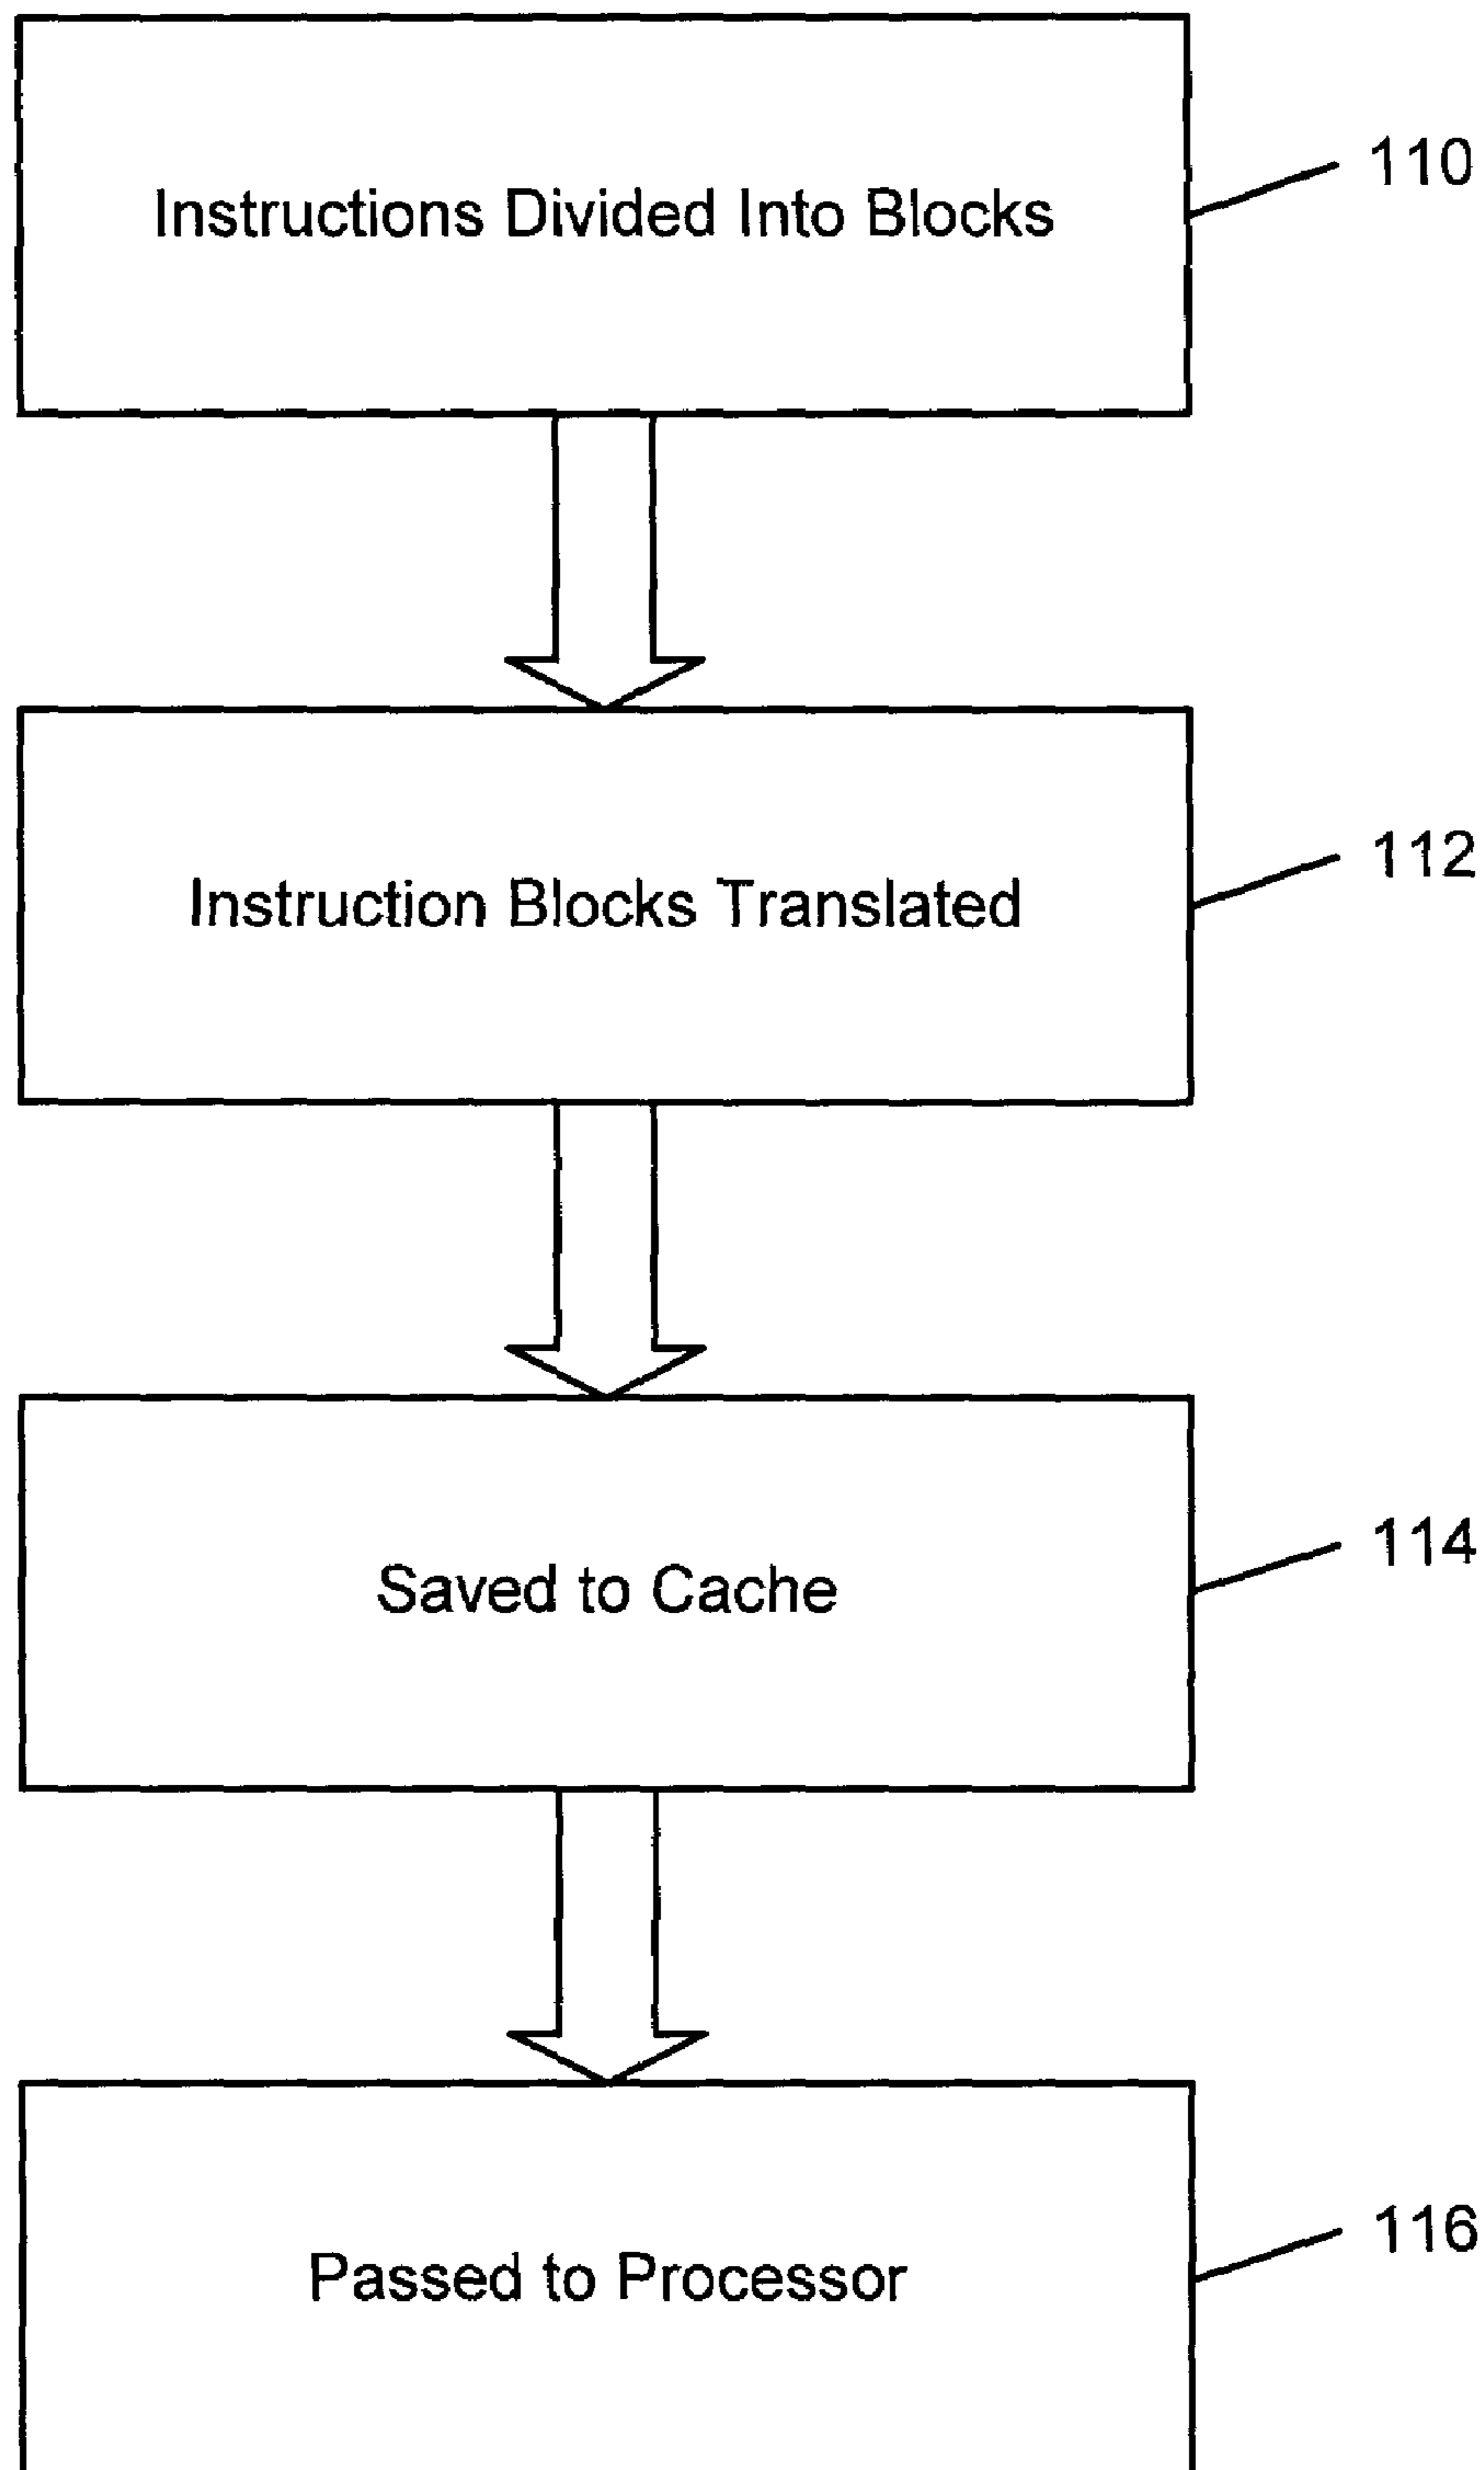 Instructions Divided Into Blocks
110
Instruction Blocks Translated
112
Saved to Cache
114
Passed to Processor
116